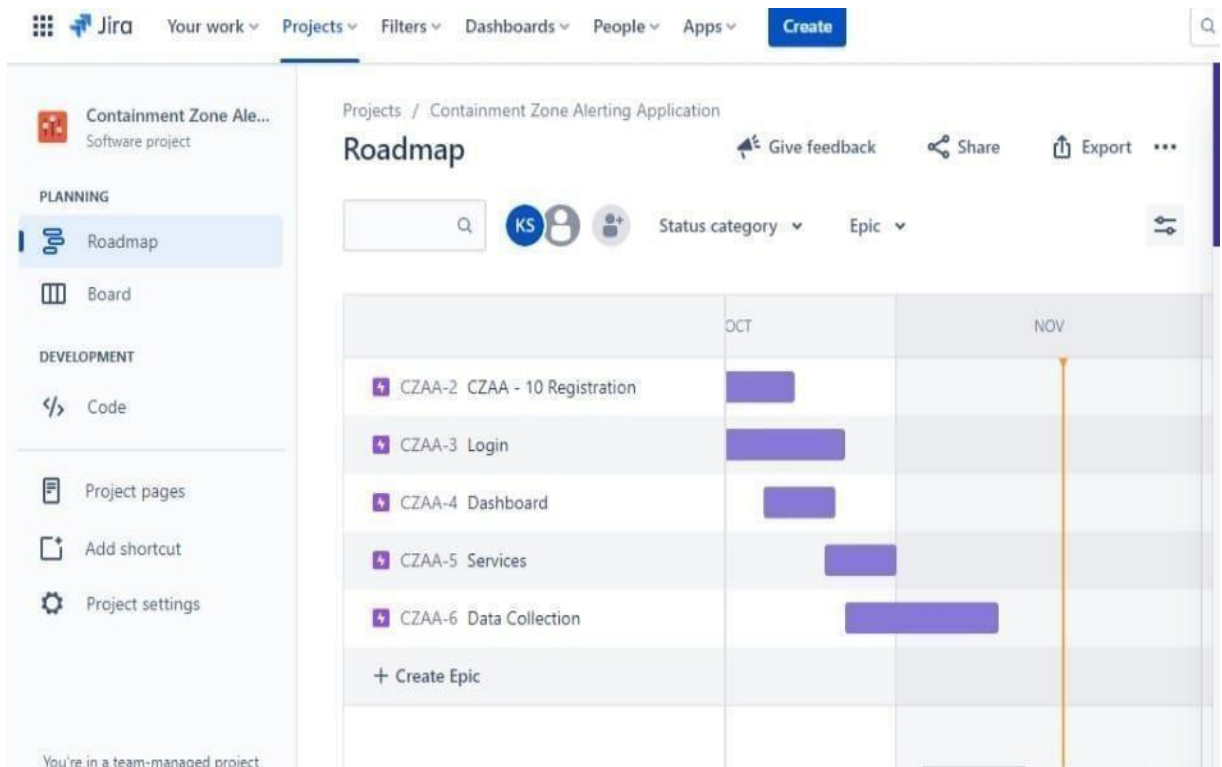 Jira Your work Projects Filters Dashboards People Apps Create
Containment Zone Ale...
Software project
PLANNING
Roadmap
Board
DEVELOPMENT
Code
Project pages
Add shortcut
Project settings
You're in a team-managed project
Projects / Containment Zone Alerting Application
Roadmap
Give feedback Share Export
KS Status category Epic
OCT NOV
CZAA-2 CZAA - 10 Registration
CZAA-3 Login
CZAA-4 Dashboard
CZAA-5 Services
CZAA-6 Data Collection
+ Create Epic